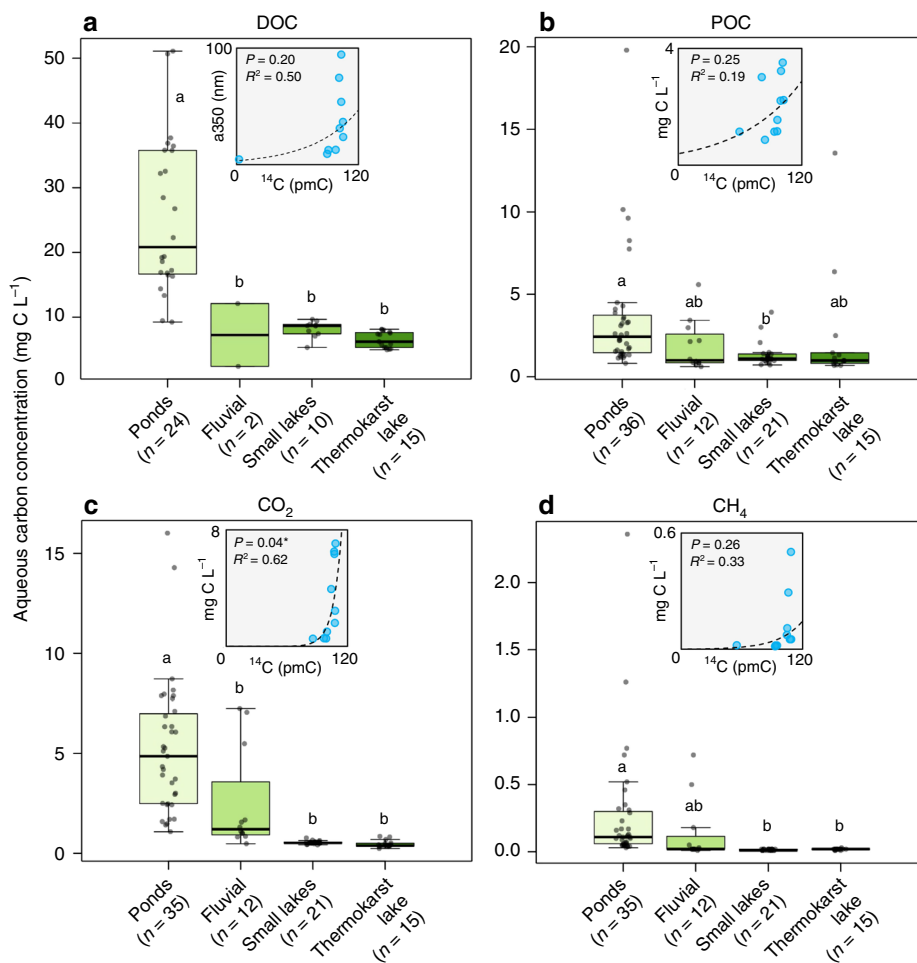 Aqueous carbon concentration (mg C L⁻¹)
a
DOC
50
40
30
20
10
0
a
b
b
b
100
a350 (nm)
P = 0.20
R² = 0.50
0
¹⁴C (pmC)
120
Ponds
(n = 24)
Fluvial
(n = 2)
Small lakes
(n = 10)
Thermokarst
lake
(n = 15)
b
POC
20
15
10
5
0
a
ab
b
ab
4
mg C L⁻¹
P = 0.25
R² = 0.19
0
¹⁴C (pmC)
120
Ponds
(n = 36)
Fluvial
(n = 12)
Small lakes
(n = 21)
Thermokarst
lake
(n = 15)
c
CO₂
15
10
5
0
a
b
b
b
8
mg C L⁻¹
P = 0.04*
R² = 0.62
0
¹⁴C (pmC)
120
Ponds
(n = 35)
Fluvial
(n = 12)
Small lakes
(n = 21)
Thermokarst
lake
(n = 15)
d
CH₄
2.0
1.5
1.0
0.5
0.0
a
ab
b
b
0.6
mg C L⁻¹
P = 0.26
R² = 0.33
0
¹⁴C (pmC)
120
Ponds
(n = 35)
Fluvial
(n = 12)
Small lakes
(n = 21)
Thermokarst
lake
(n = 15)